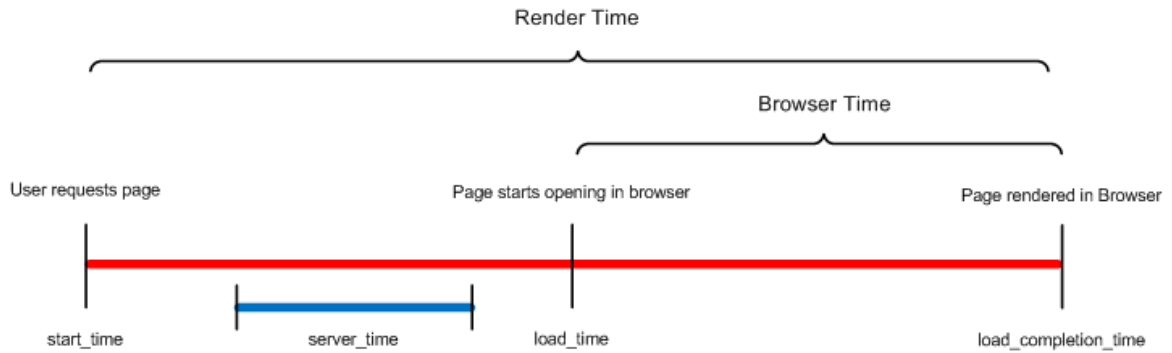 Render Time
Browser Time
User requests page
Page starts opening in browser
Page rendered in Browser
start_time
server_time
load_time
load_completion_time